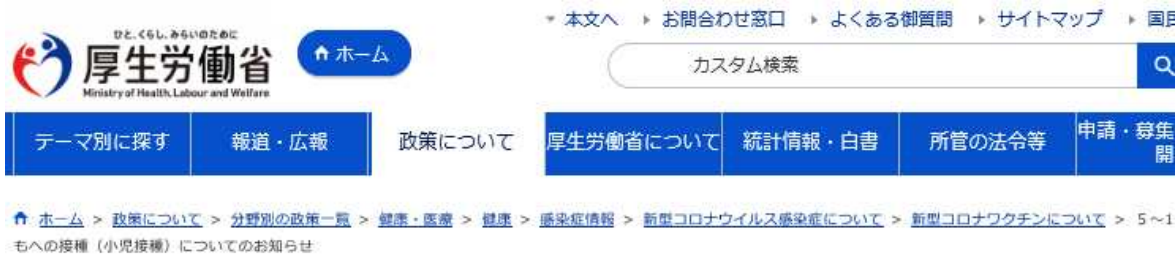 本文へ お問合わせ窓口 よくある御質問 サイトマップ
ひと、くらし、みらいのために
厚生労働省
Ministry of Health, Labour and Welfare
ホーム
カスタム検索
テーマ別に探す 報道・広報 政策について 厚生労働省について 統計情報・白書 所管の法令等 申請・募集
開
ホーム > 政策について > 分野別の政策一覧 > 健康・医療 > 健康 > 感染症情報 > 新型コロナウイルス感染症について > 新型コロナワクチンについて > 5~1
もへの接種（小児接種）についてのお知らせ